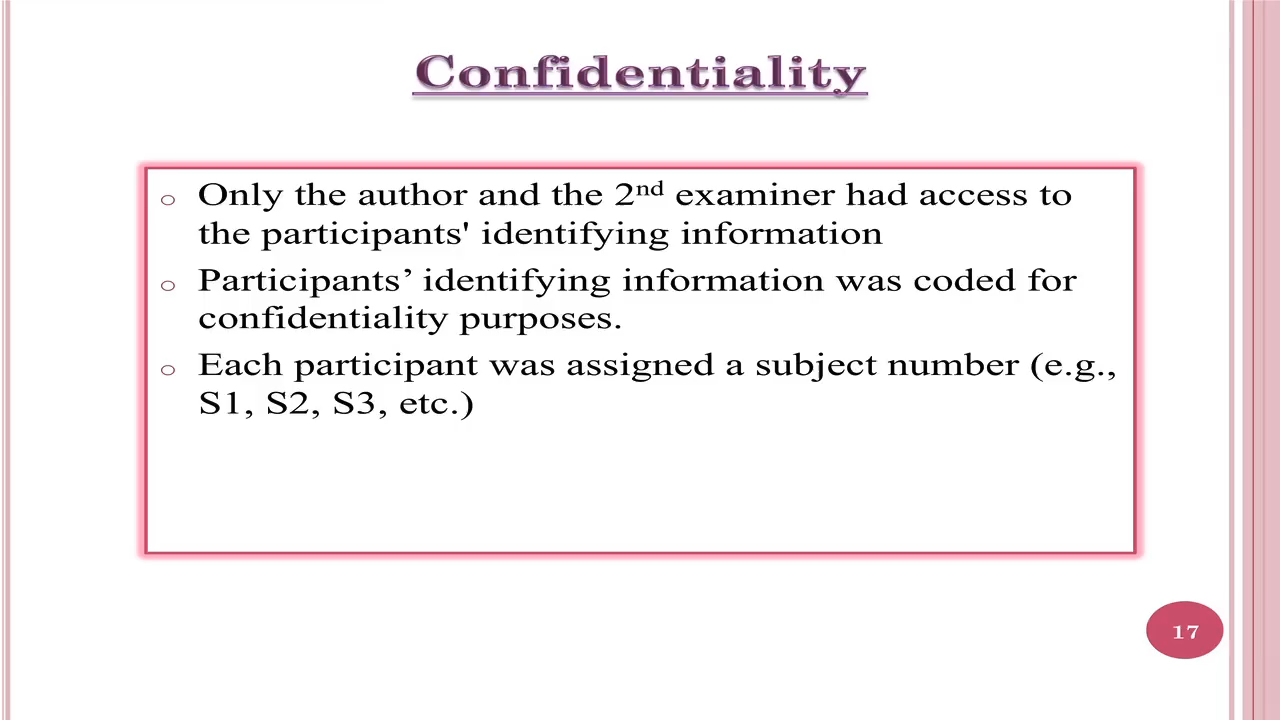 Confidentiality
o Only the author and the 2nd examiner had access to
the participants' identifying information
o Participants’ identifying information was coded for
confidentiality purposes.
o Each participant was assigned a subject number (e.g.,
S1, S2, S3, etc.)
17